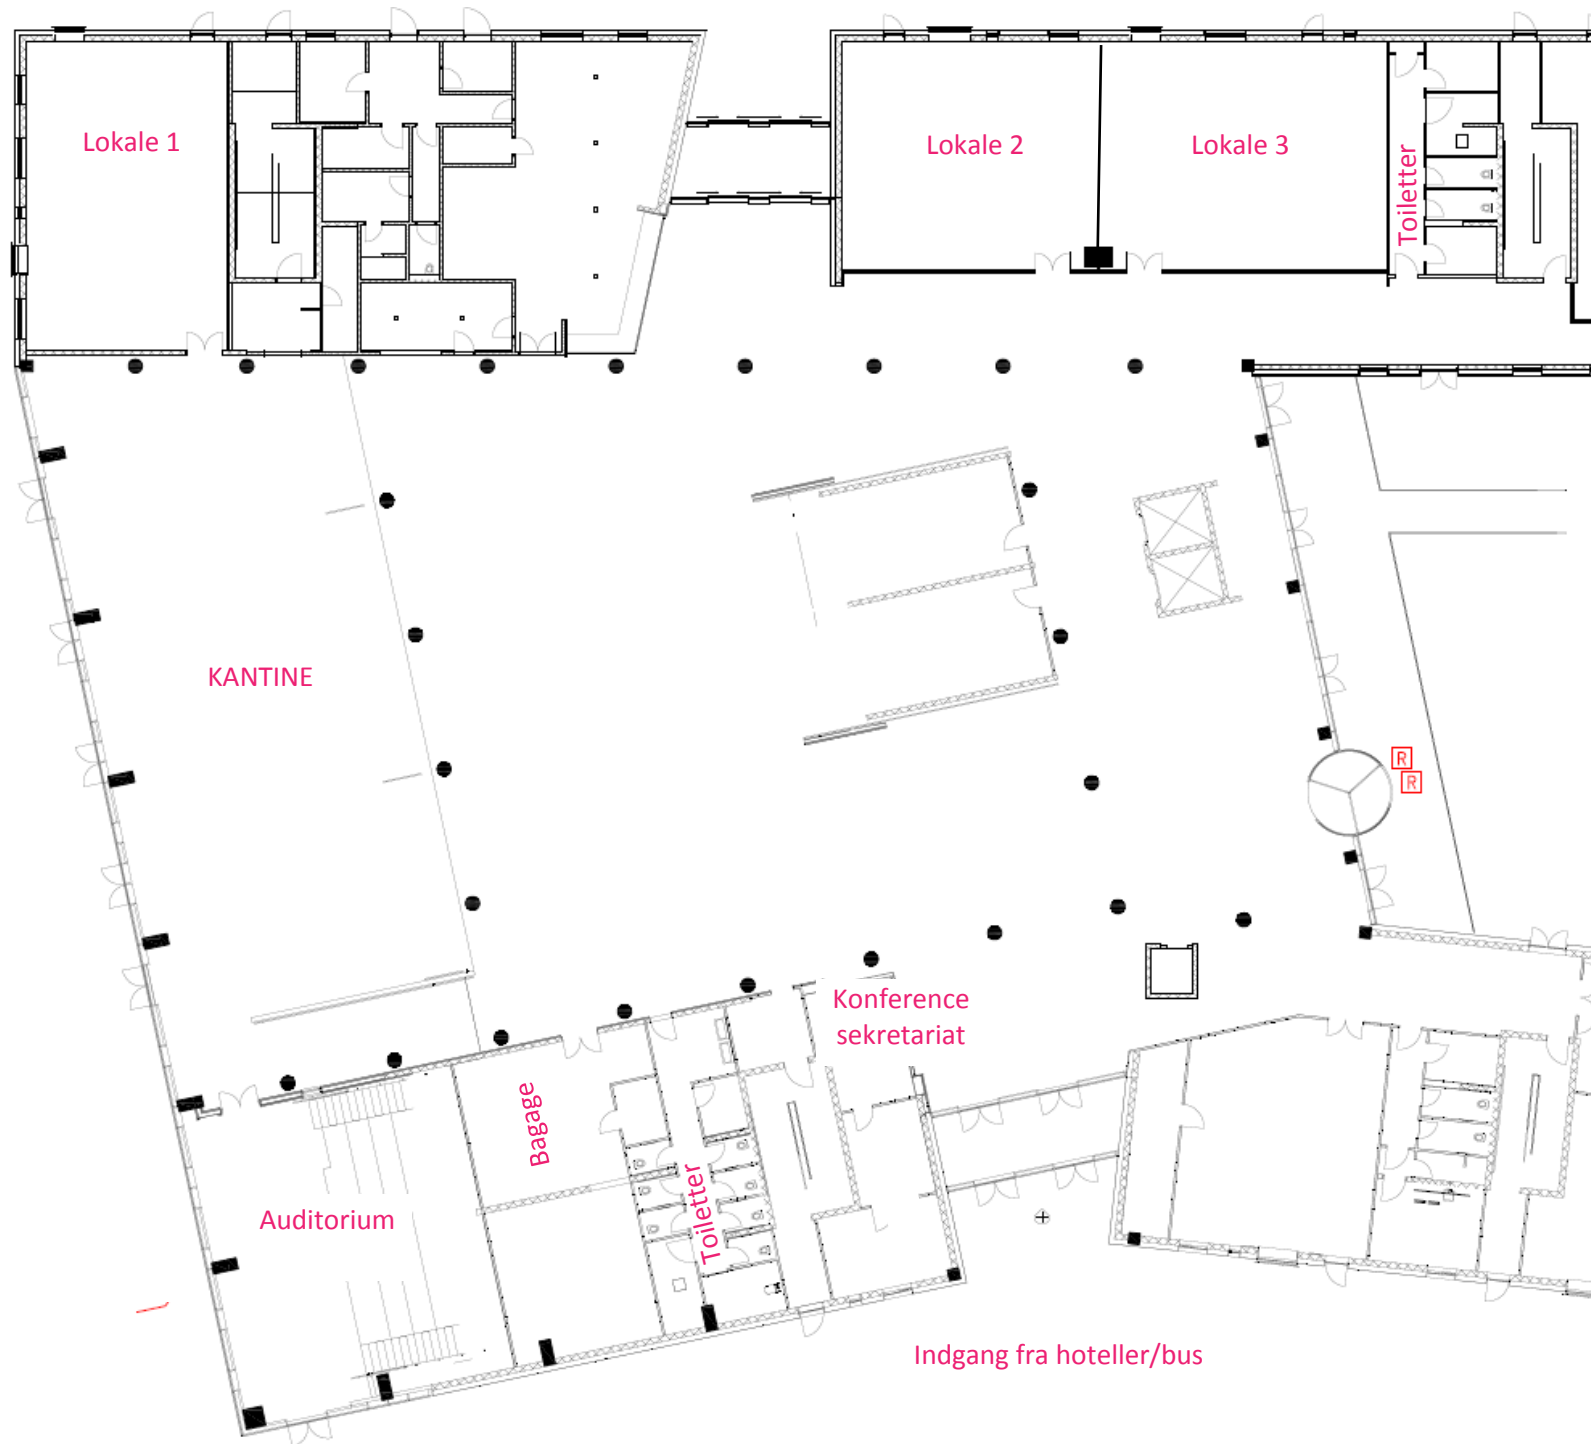 Lokale 1
Lokale 2
Lokale 3
Toiletter
KANTINE
R
R
Konference
sekretariat
Bagage
Toiletter
Auditorium
Indgang fra hoteller/bus